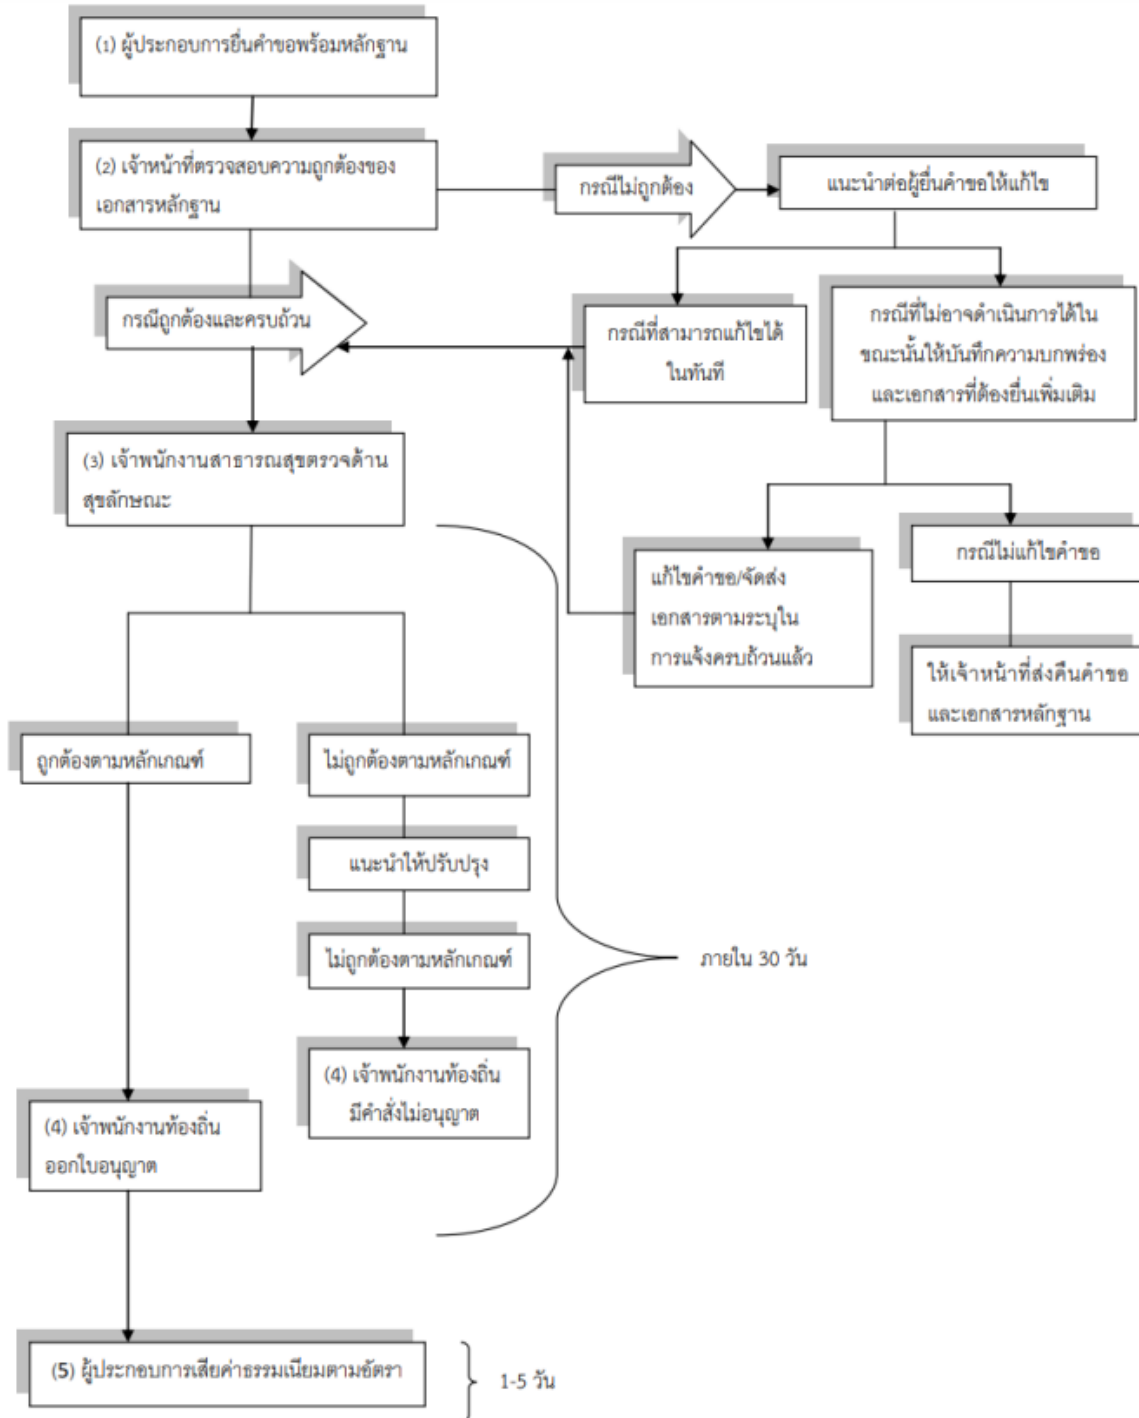 (1) ผู้ประกอบการยื่นคำขอพร้อมหลักฐาน
(2) เจ้าหน้าที่ตรวจสอบความถูกต้องของ
เอกสารหลักฐาน
กรณีไม่ถูกต้อง
แนะนำต่อผู้ยื่นคำขอให้แก้ไข
กรณีถูกต้องและครบถ้วน
กรณีที่สามารถแก้ไขได้
ในทันที
กรณีที่ไม่อาจดำเนินการได้ใน
ขณะนั้นให้บันทึกความบกพร่อง
และเอกสารที่ต้องยื่นเพิ่มเติม
(3) เจ้าพนักงานสาธารณสุขตรวจด้าน
สุขลักษณะ
แก้ไขคำขอ/จัดส่ง
เอกสารตามระบุใน
การแจ้งครบถ้วนแล้ว
กรณีไม่แก้ไขคำขอ
ให้เจ้าหน้าที่ส่งคืนคำขอ
และเอกสารหลักฐาน
ถูกต้องตามหลักเกณฑ์
ไม่ถูกต้องตามหลักเกณฑ์
แนะนำให้ปรับปรุง
ไม่ถูกต้องตามหลักเกณฑ์
ภายใน 30 วัน
(4) เจ้าพนักงานท้องถิ่น
มีคำสั่งไม่อนุญาต
(4) เจ้าพนักงานท้องถิ่น
ออกใบอนุญาต
(5) ผู้ประกอบการเสียค่าธรรมเนียมตามอัตรา
1-5 วัน